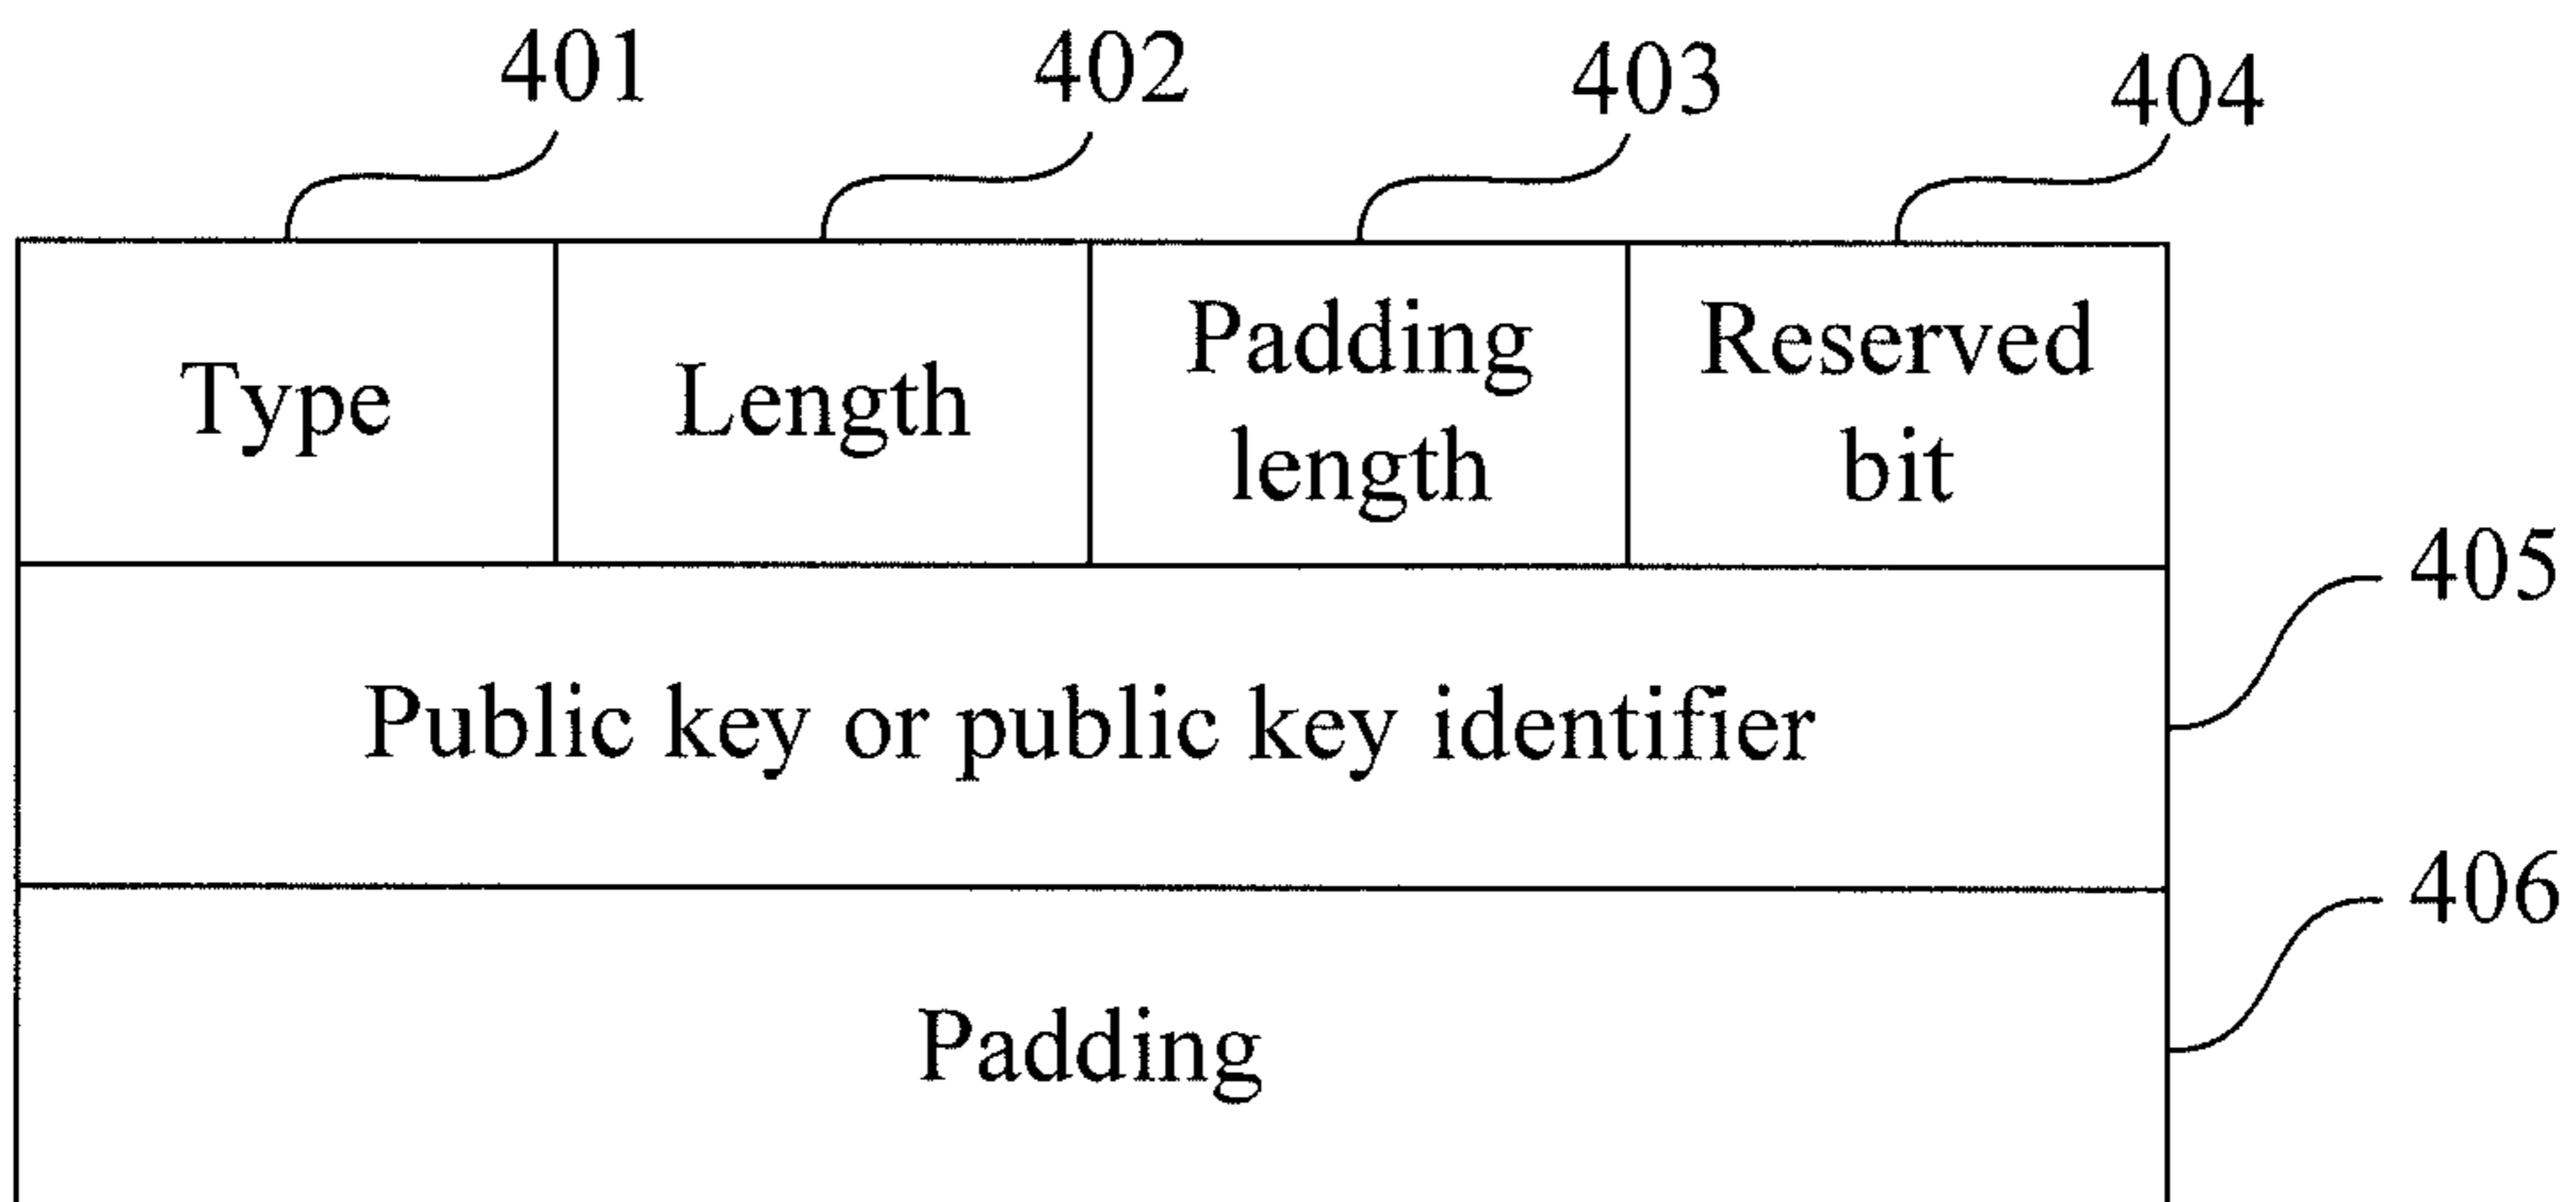 401 402 403 404
Type Length Padding length Reserved bit
405
Public key or public key identifier
406
Padding